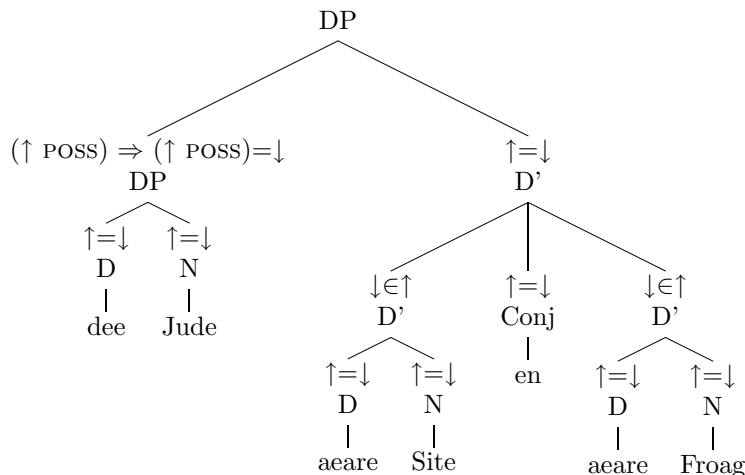 DP
(↑ POSS) ⇒ (↑ POSS)=↓ ↑=↓
DP D’
↑=↓ ↑=↓
D N ↓∈↑ ↑=↓ ↓∈↑
dee Jude D’ Conj D’
en
↑=↓ ↑=↓ ↑=↓ ↑=↓
D N D N
aeare Site aeare Froag